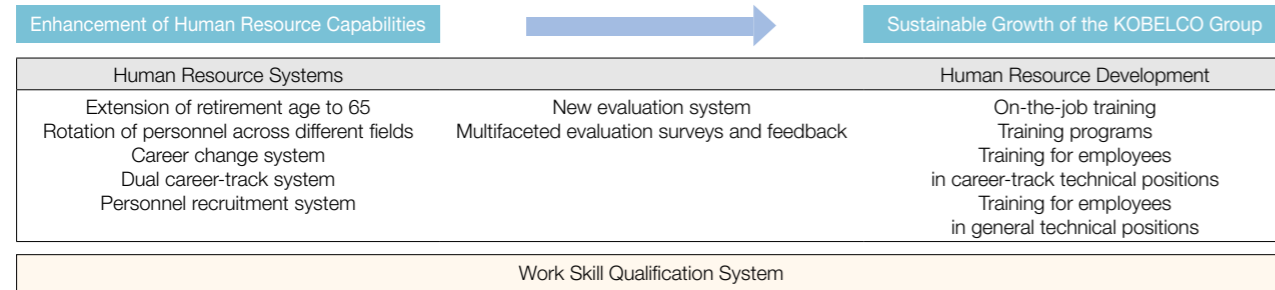 Enhancement of Human Resource Capabilities
Sustainable Growth of the KOBELCO Group
Human Resource Systems
Human Resource Development
Extension of retirement age to 65
Rotation of personnel across different fields
Career change system
Dual career-track system
Personnel recruitment system
New evaluation system
Multifaceted evaluation surveys and feedback
On-the-job training
Training programs
Training for employees
in career-track technical positions
Training for employees
in general technical positions
Work Skill Qualification System